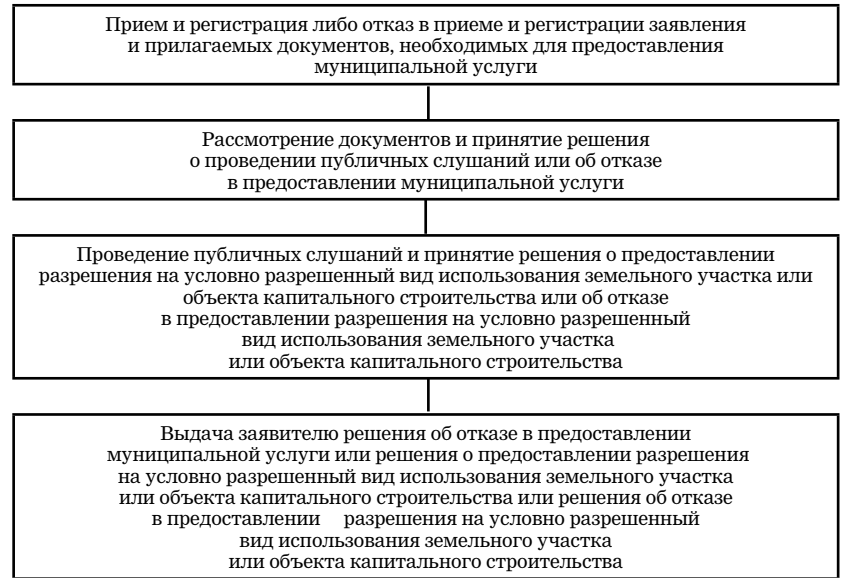 Прием и регистрация либо отказ в приеме и регистрации заявления
и прилагаемых документов, необходимых для предоставления
муниципальной услуги
Рассмотрение документов и принятие решения
о проведении публичных слушаний или об отказе
в предоставлении муниципальной услуги
Проведение публичных слушаний и принятие решения о предоставлении
разрешения на условно разрешенный вид использования земельного участка или
объекта капитального строительства или об отказе
в предоставлении разрешения на условно разрешенный
вид использования земельного участка
или объекта капитального строительства
Выдача заявителю решения об отказе в предоставлении
муниципальной услуги или решения о предоставлении разрешения
на условно разрешенный вид использования земельного участка
или объекта капитального строительства или решения об отказе
в предоставлении разрешения на условно разрешенный
вид использования земельного участка
или объекта капитального строительства